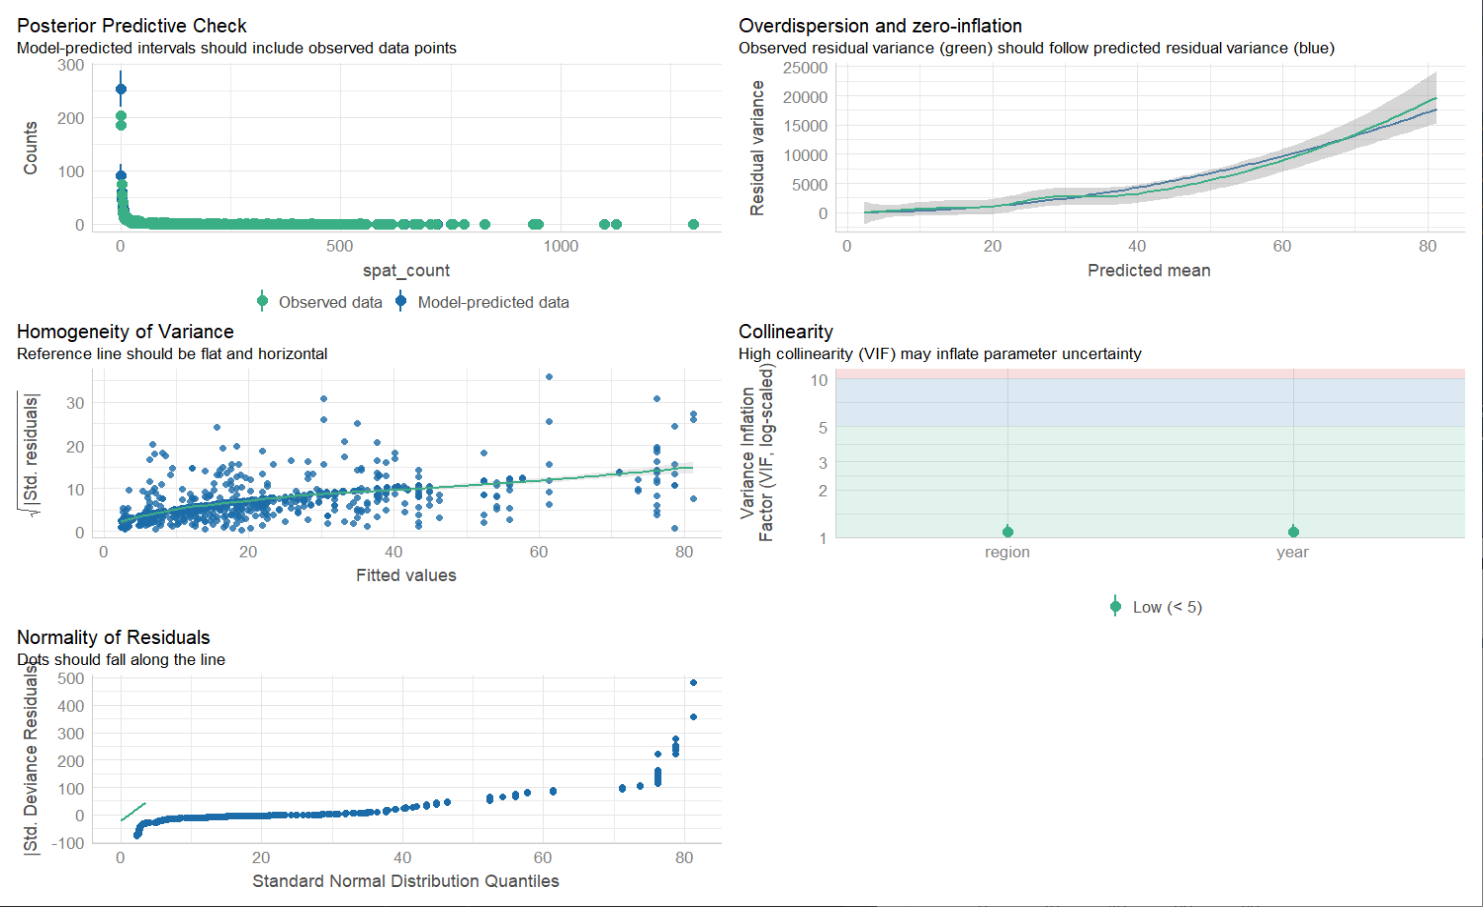 Posterior Predictive Check
Model-predicted intervals should include observed data points
300
200
100
0
Counts
0
500
1000
spat_count
Observed data
Model-predicted data
Overdispersion and zero-inflation
Observed residual variance (green) should follow predicted residual variance (blue)
25000
20000
15000
10000
5000
0
Residual variance
0
20
40
60
80
Predicted mean
Homogeneity of Variance
Reference line should be flat and horizontal
30
20
10
0
√|Std. residuals|
0
20
40
60
80
Fitted values
Collinearity
High collinearity (VIF) may inflate parameter uncertainty
10
5
3
2
1
Variance Inflation
Factor (VIF, log-scaled)
region
year
Low (< 5)
Normality of Residuals
Dots should fall along the line
500
400
300
200
100
0
-100
|Std. Deviance Residuals|
0
20
40
60
80
Standard Normal Distribution Quantiles